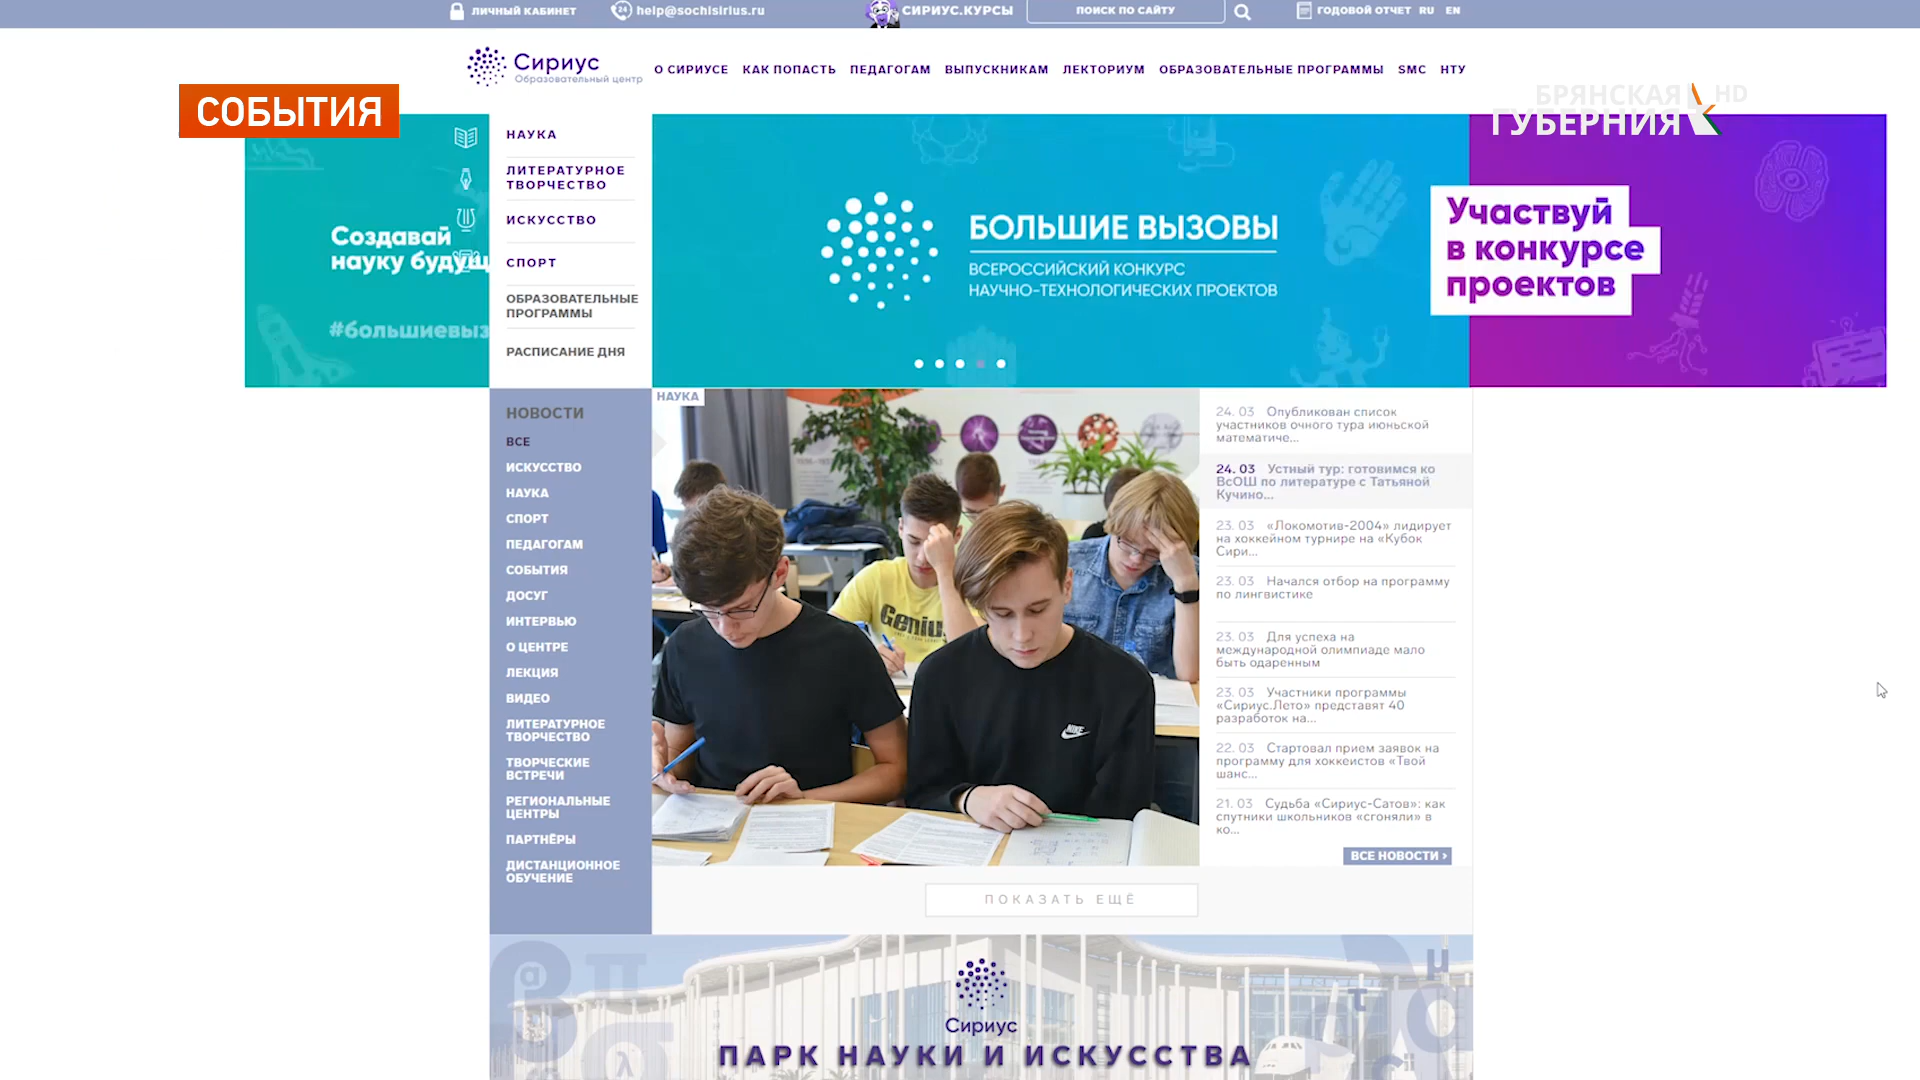 ЛИЧНЫЙ КАБИНЕТ
24
help@sochisirius.ru
СИРИУС.КУРСЫ
ПОИСК ПО САЙТУ
ГОДОВОЙ ОТЧЕТ
RU
EN
Сириус
Образовательный центр
О СИРИУСЕ
КАК ПОПАСТЬ
ПЕДАГОГАМ
ВЫПУСКНИКАМ
ЛЕКТОРИУМ
ОБРАЗОВАТЕЛЬНЫЕ ПРОГРАММЫ
SMC
НТУ
СОБЫТИЯ
БРЯНСКАЯ HD
ГУБЕРНИЯ
Создавай
науку будущ
#большиевыз
НАУКА
ЛИТЕРАТУРНОЕ
ТВОРЧЕСТВО
ИСКУССТВО
СПОРТ
ОБРАЗОВАТЕЛЬНЫЕ
ПРОГРАММЫ
РАСПИСАНИЕ ДНЯ
БОЛЬШИЕ ВЫЗОВЫ
ВСЕРОССИЙСКИЙ КОНКУРС
НАУЧНО-ТЕХНОЛОГИЧЕСКИХ ПРОЕКТОВ
Участвуй
в конкурсе
проектов
НОВОСТИ
ВСЕ
ИСКУССТВО
НАУКА
СПОРТ
ПЕДАГОГАМ
СОБЫТИЯ
ДОСУГ
ИНТЕРВЬЮ
О ЦЕНТРЕ
ЛЕКЦИЯ
ВИДЕО
ЛИТЕРАТУРНОЕ
ТВОРЧЕСТВО
ТВОРЧЕСКИЕ
ВСТРЕЧИ
РЕГИОНАЛЬНЫЕ
ЦЕНТРЫ
ПАРТНЁРЫ
ДИСТАНЦИОННОЕ
ОБУЧЕНИЕ
НАУКА
Genius
NIKE
24. 03 Опубликован список
участников очного тура июньской
математиче...
24. 03 Устный тур: готовимся ко
ВсОШ по литературе с Татьяной
Кучино...
23. 03 «Локомотив-2004» лидирует
на хоккейном турнире на «Кубок
Сири...
23. 03 Начался отбор на программу
по лингвистике
23. 03 Для успеха на
международной олимпиаде мало
быть одаренным
23. 03 Участники программы
«Сириус.Лето» представят 40
разработок на...
22. 03 Стартовал прием заявок на
программу для хоккеистов «Твой
шанс...
21. 03 Судьба «Сириус-Сатов»: как
спутники школьников «сгоняли» в
ко...
ВСЕ НОВОСТИ ›
ПОКАЗАТЬ ЕЩЁ
Сириус
ПАРК НАУКИ И ИСКУССТВА